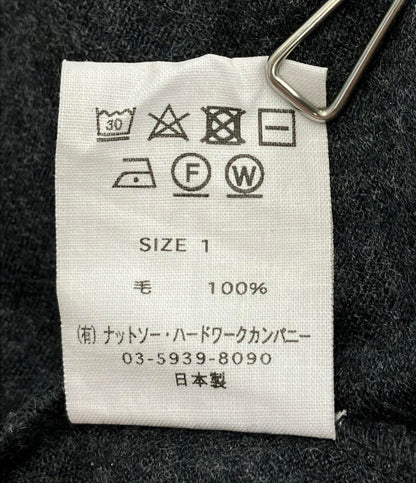 30
F W
SIZE 1
毛 100%
(有)ナットソー・ハードワークカンパニー
03-5939-8090
日本製